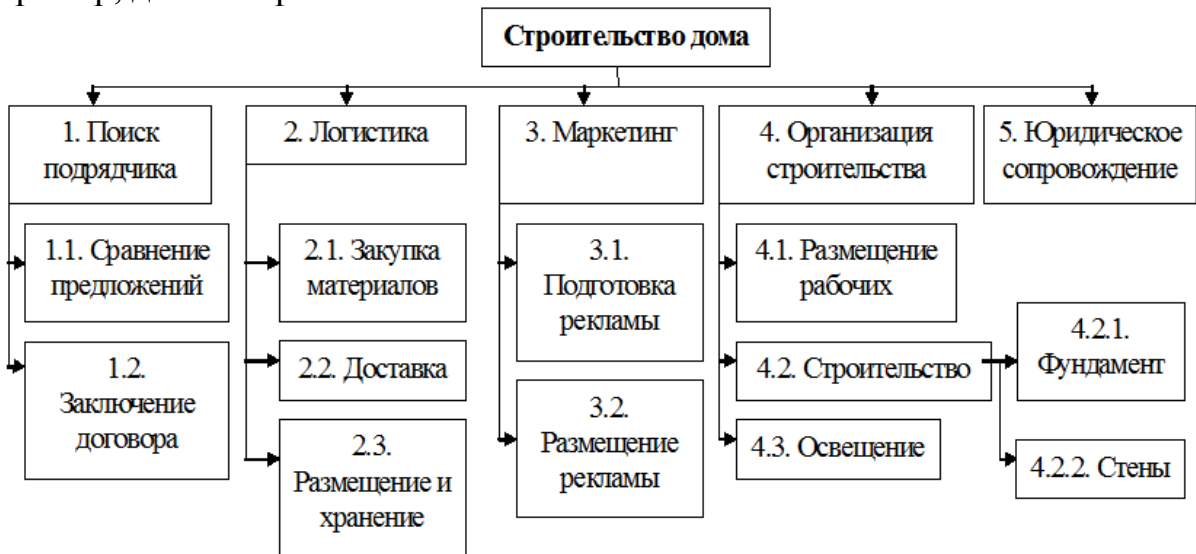 Строительство дома
1. Поиск
подрядчика
2. Логистика
3. Маркетинг
4. Организация
строительства
5. Юридическое
сопровождение
1.1. Сравнение
предложений
1.2.
Заключение
договора
2.1. Закупка
материалов
2.2. Доставка
2.3.
Размещение и
хранение
3.1.
Подготовка
рекламы
3.2.
Размещение
рекламы
4.1. Размещение
рабочих
4.2. Строительство
4.3. Освещение
4.2.1.
Фундамент
4.2.2. Стены